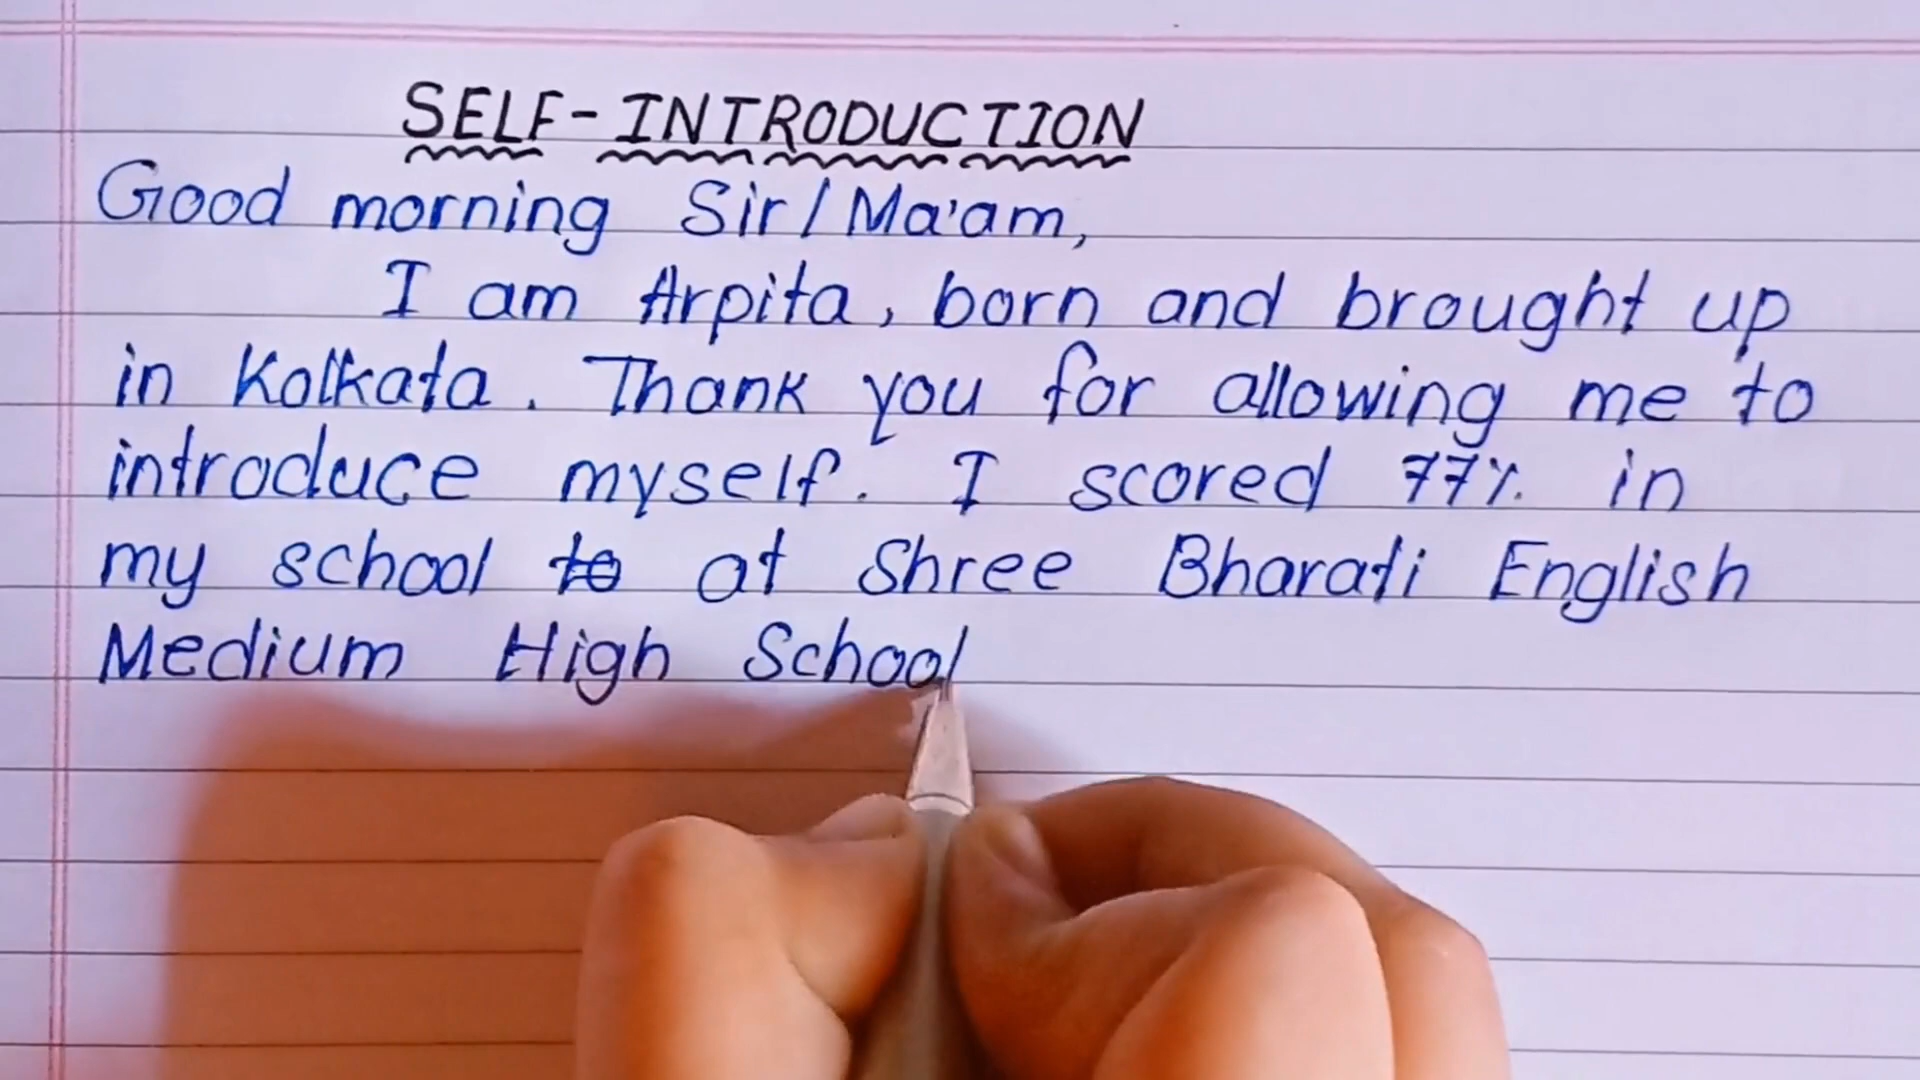 SELF-INTRODUCTION
Good morning Sir/Ma'am,
I am Arpita, born and brought up
in Kolkata. Thank you for allowing me to
introduce myself. I scored 77% in
my school to at Shree Bharati English
Medium High School